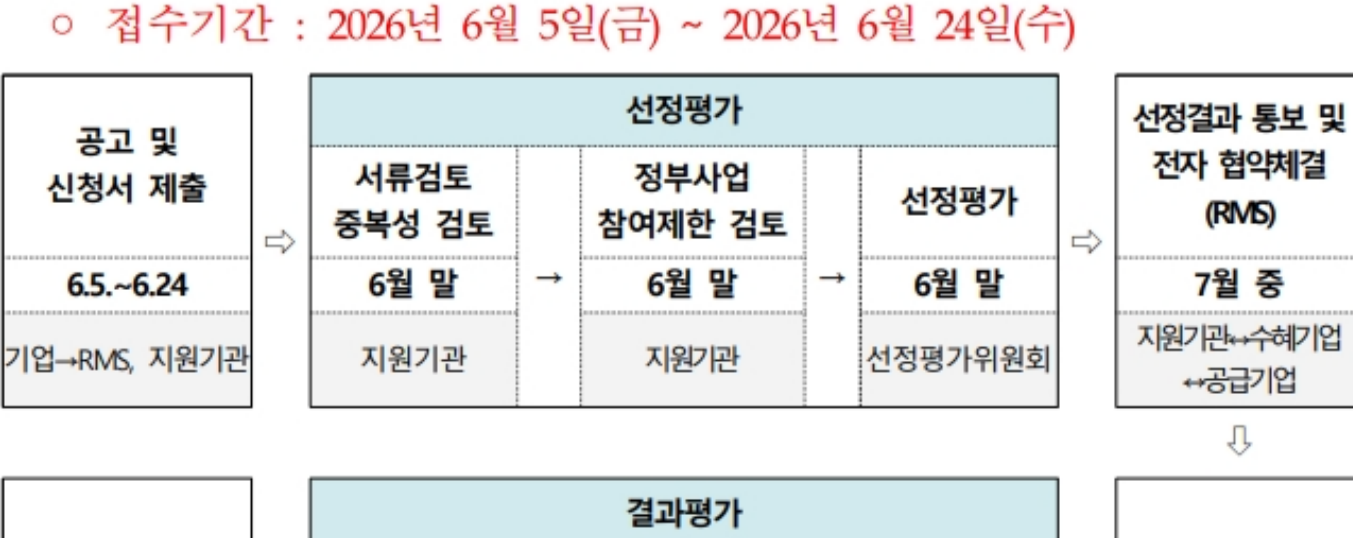 ○ 접수기간 : 2026년 6월 5일(금) ~ 2026년 6월 24일(수)
공고 및
신청서 제출
6.5.~6.24
기업→RMS, 지원기관
⇨
선정평가
서류검토
중복성 검토
6월 말
지원기관
→
정부사업
참여제한 검토
6월 말
지원기관
→
선정평가
6월 말
선정평가위원회
⇨
선정결과 통보 및
전자 협약체결
(RMS)
7월 중
지원기관↔수혜기업
↔공급기업
⇩
결과평가